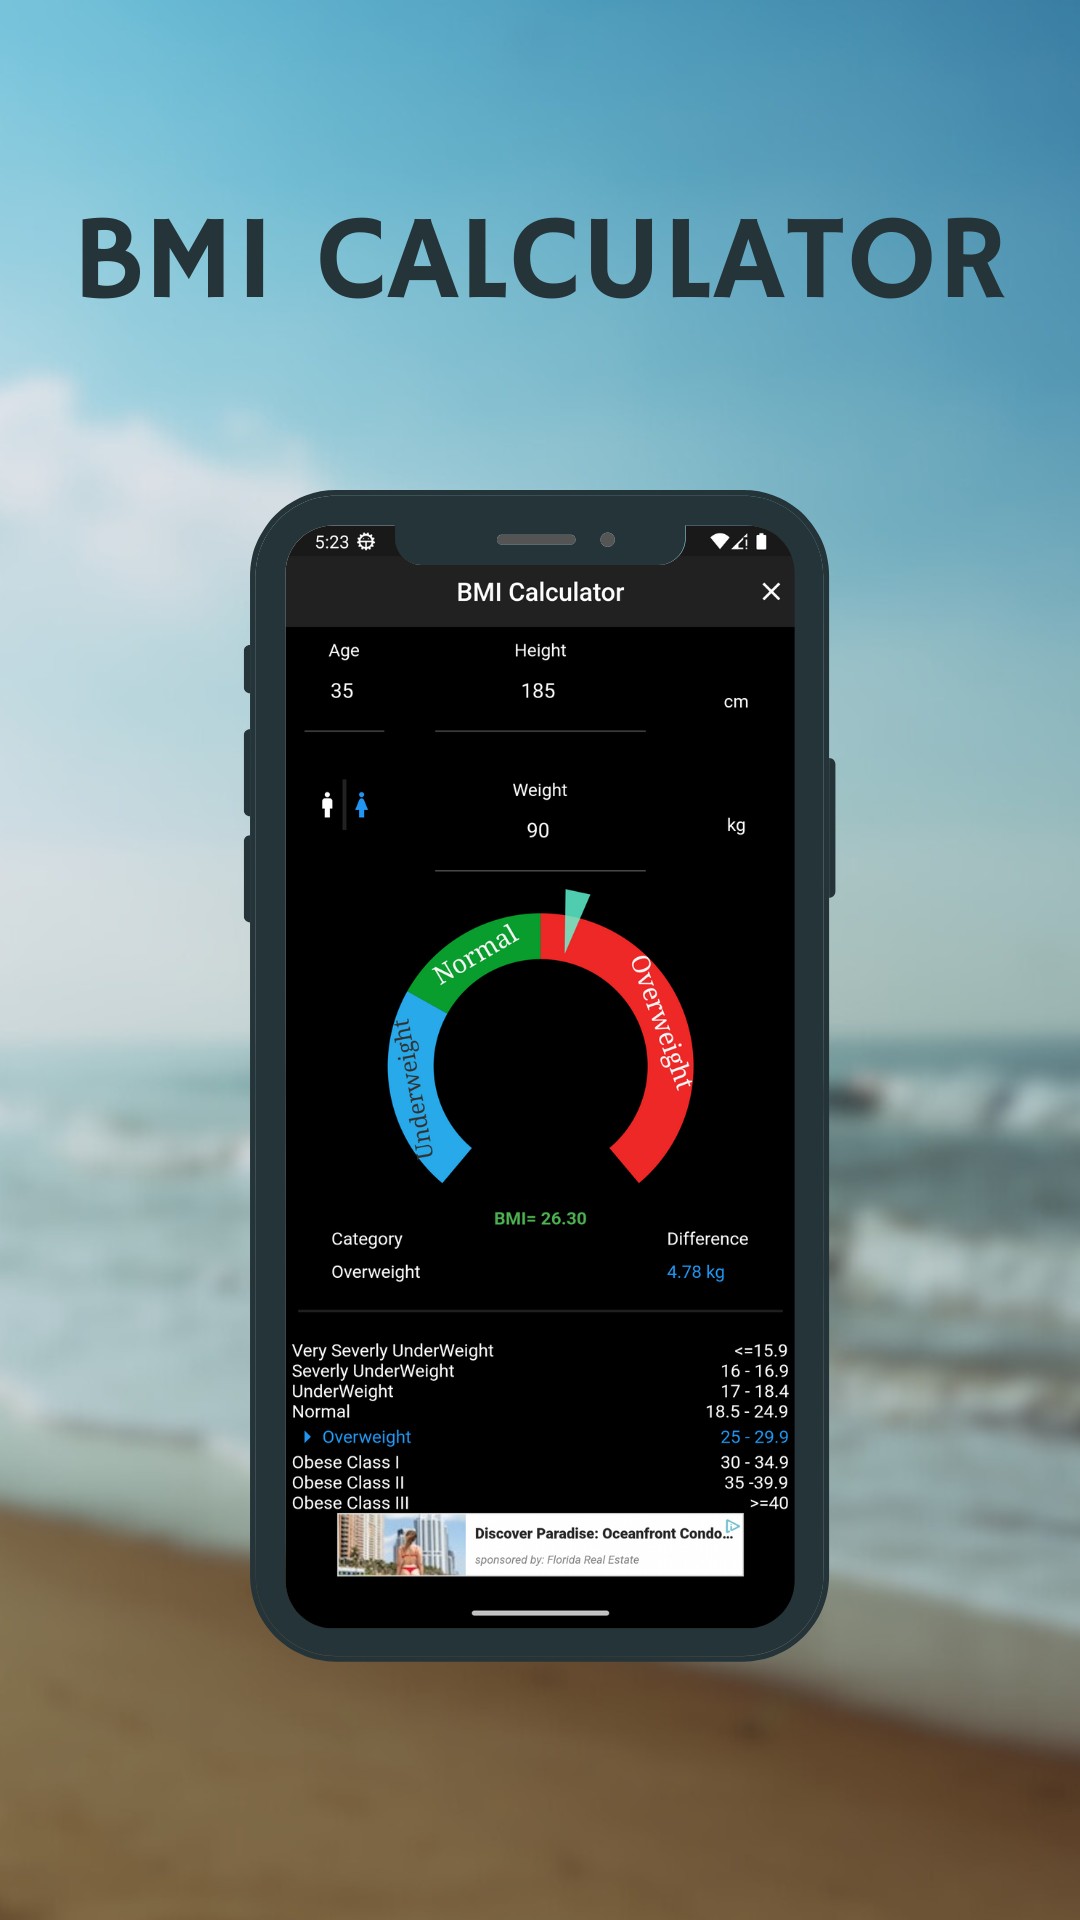 BMI CALCULATOR
5:23
BMI Calculator
Age
Height
35
185
cm
Weight
90
kg
Normal
Overweight
Underweight
BMI= 26.30
Category
Difference
Overweight
4.78 kg
Very Severly UnderWeight <=15.9
Severly UnderWeight 16 - 16.9
UnderWeight 17 - 18.4
Normal 18.5 - 24.9
Overweight 25 - 29.9
Obese Class I 30 - 34.9
Obese Class II 35 -39.9
Obese Class III >=40
Discover Paradise: Oceanfront Condo...
sponsored by: Florida Real Estate